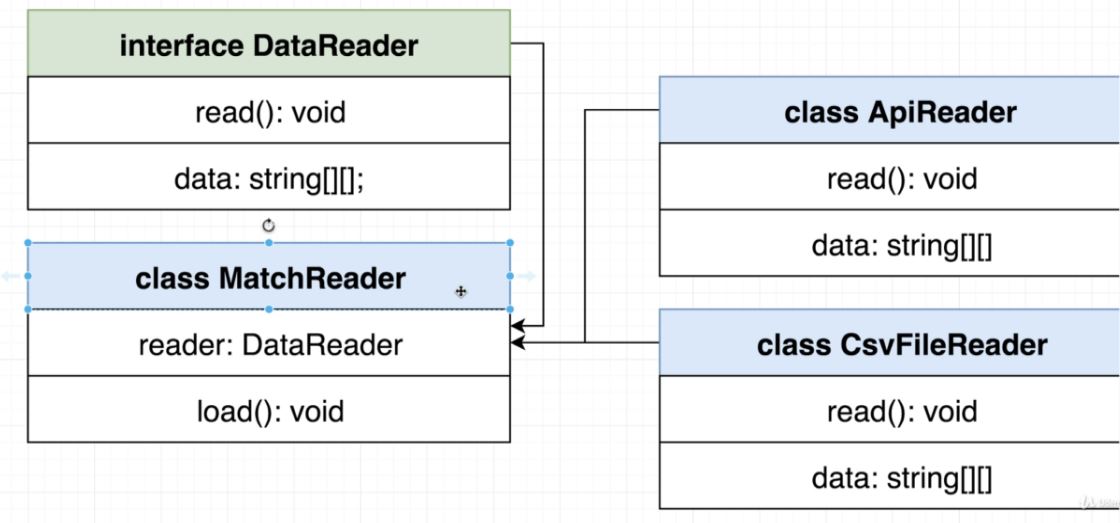 interface DataReader
read(): void
data: string[][];
class MatchReader
reader: DataReader
load(): void
class ApiReader
read(): void
data: string[][]
class CsvFileReader
read(): void
data: string[][]